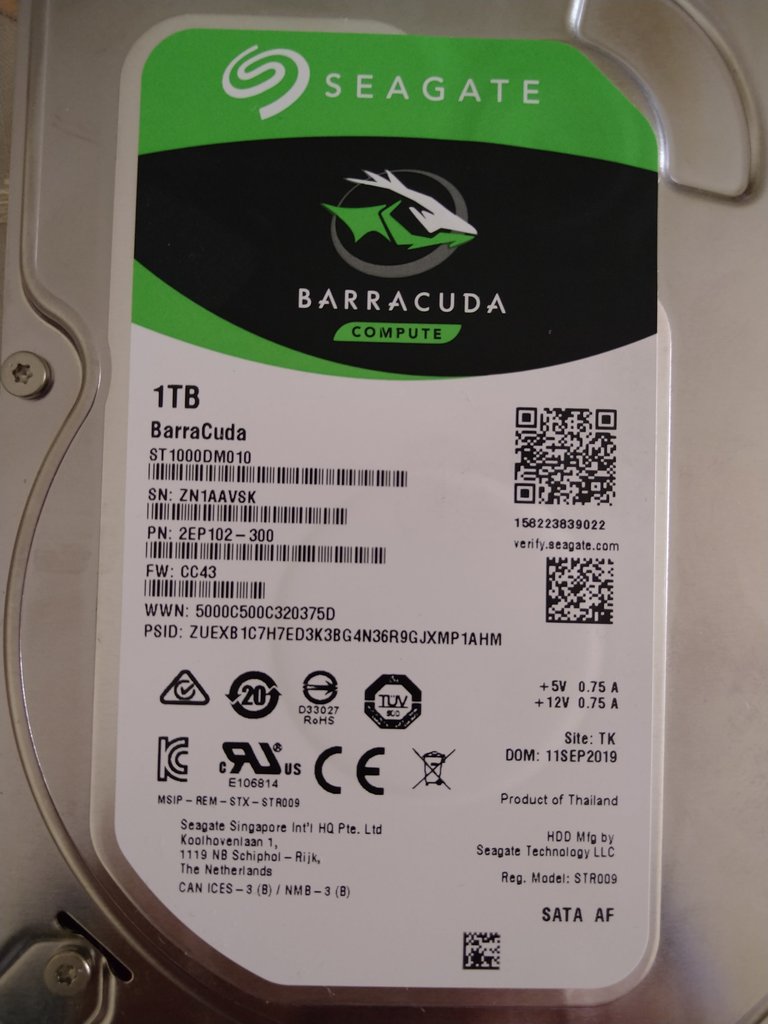 SEAGATE
BARRACUDA
COMPUTE
1TB
BarraCuda
ST1000DM010
SN: ZN1AAVSK
PN: 2EP102-300
FW: CC43
WWN: 5000C500C320375D
PSID: ZUEXB1C7H7ED3K3BG4N36R9GJXMP1AHM
158223839022
verify.seagate.com
20
D33027
RoHS
TÜV
SÜD
+5V 0.75 A
+12V 0.75 A
Site: TK
DOM: 11SEP2019
c RU ® US
E106814
CE
MSIP-REM-STX-STR009
Product of Thailand
Seagate Singapore Int'l HQ Pte. Ltd
Koolhovenlaan 1,
1119 NB Schiphol-Rijk,
The Netherlands
CAN ICES-3 (B) / NMB-3 (B)
HDD Mfg by
Seagate Technology LLC
Reg. Model: STR009
SATA AF